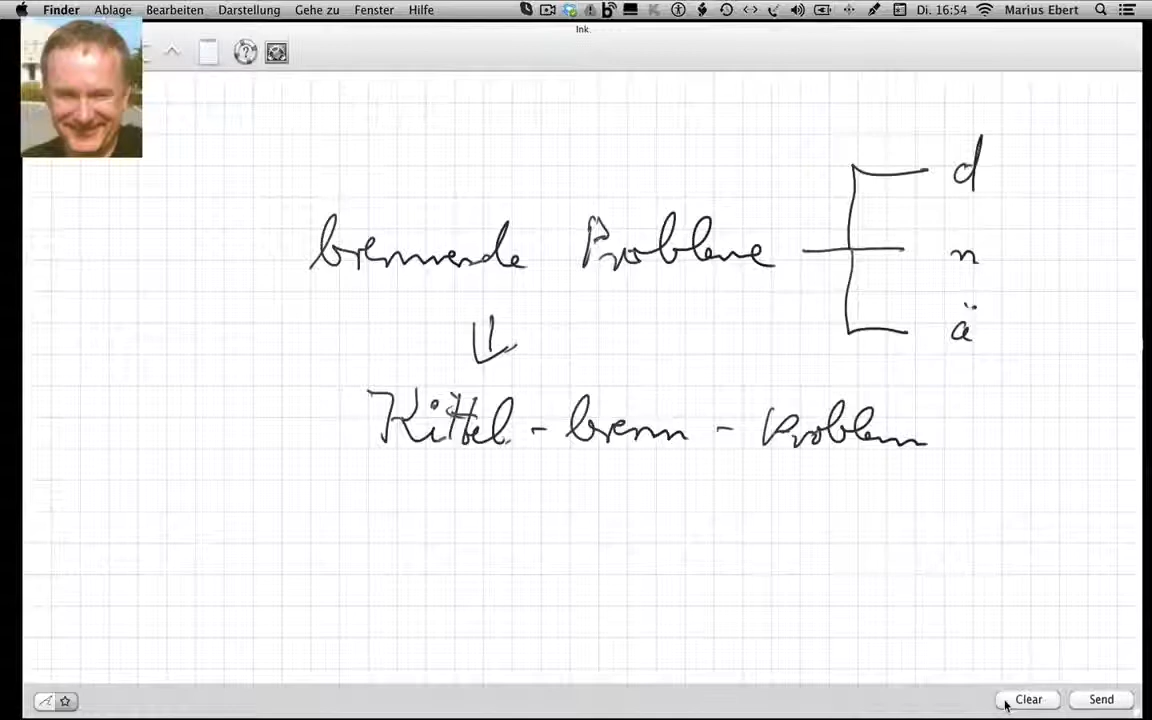 Finder Ablage Bearbeiten Darstellung Gehe zu Fenster Hilfe Di. 16:54 Marius Ebert
Ink
d
brennende Probleme n
ä
Kittel - brenn - Problem
Clear Send